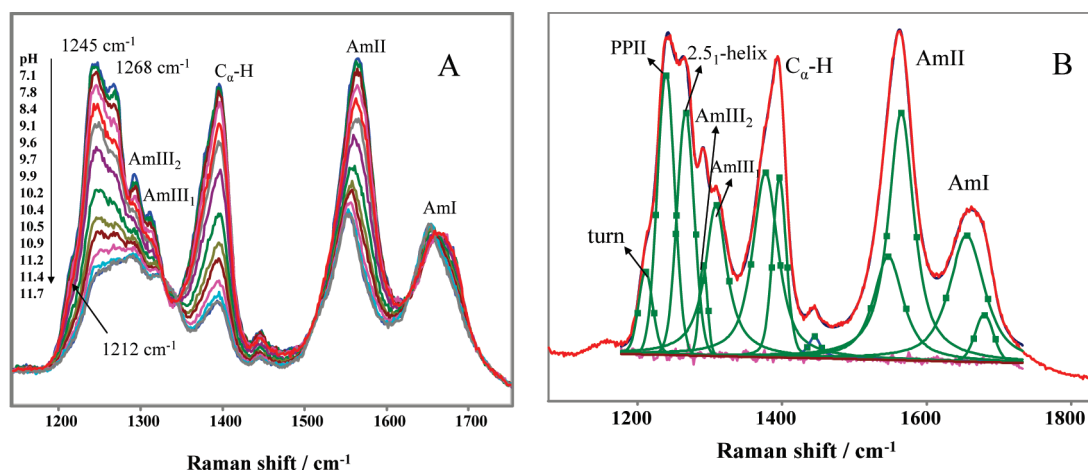 A
1245 cm⁻¹
1268 cm⁻¹
pH
7.1
7.8
8.4
9.1
9.6
9.7
9.9
10.2
10.4
10.5
10.9
11.2
11.4
11.7
Cα-H
AmII
AmIII₂
AmIII₁
AmI
1212 cm⁻¹
1200 1300 1400 1500 1600 1700
Raman shift / cm⁻¹
B
PPII
2.5₁-helix
Cα-H
AmII
AmIII₂
AmIII₁
AmI
turn
1200 1400 1600 1800
Raman shift / cm⁻¹